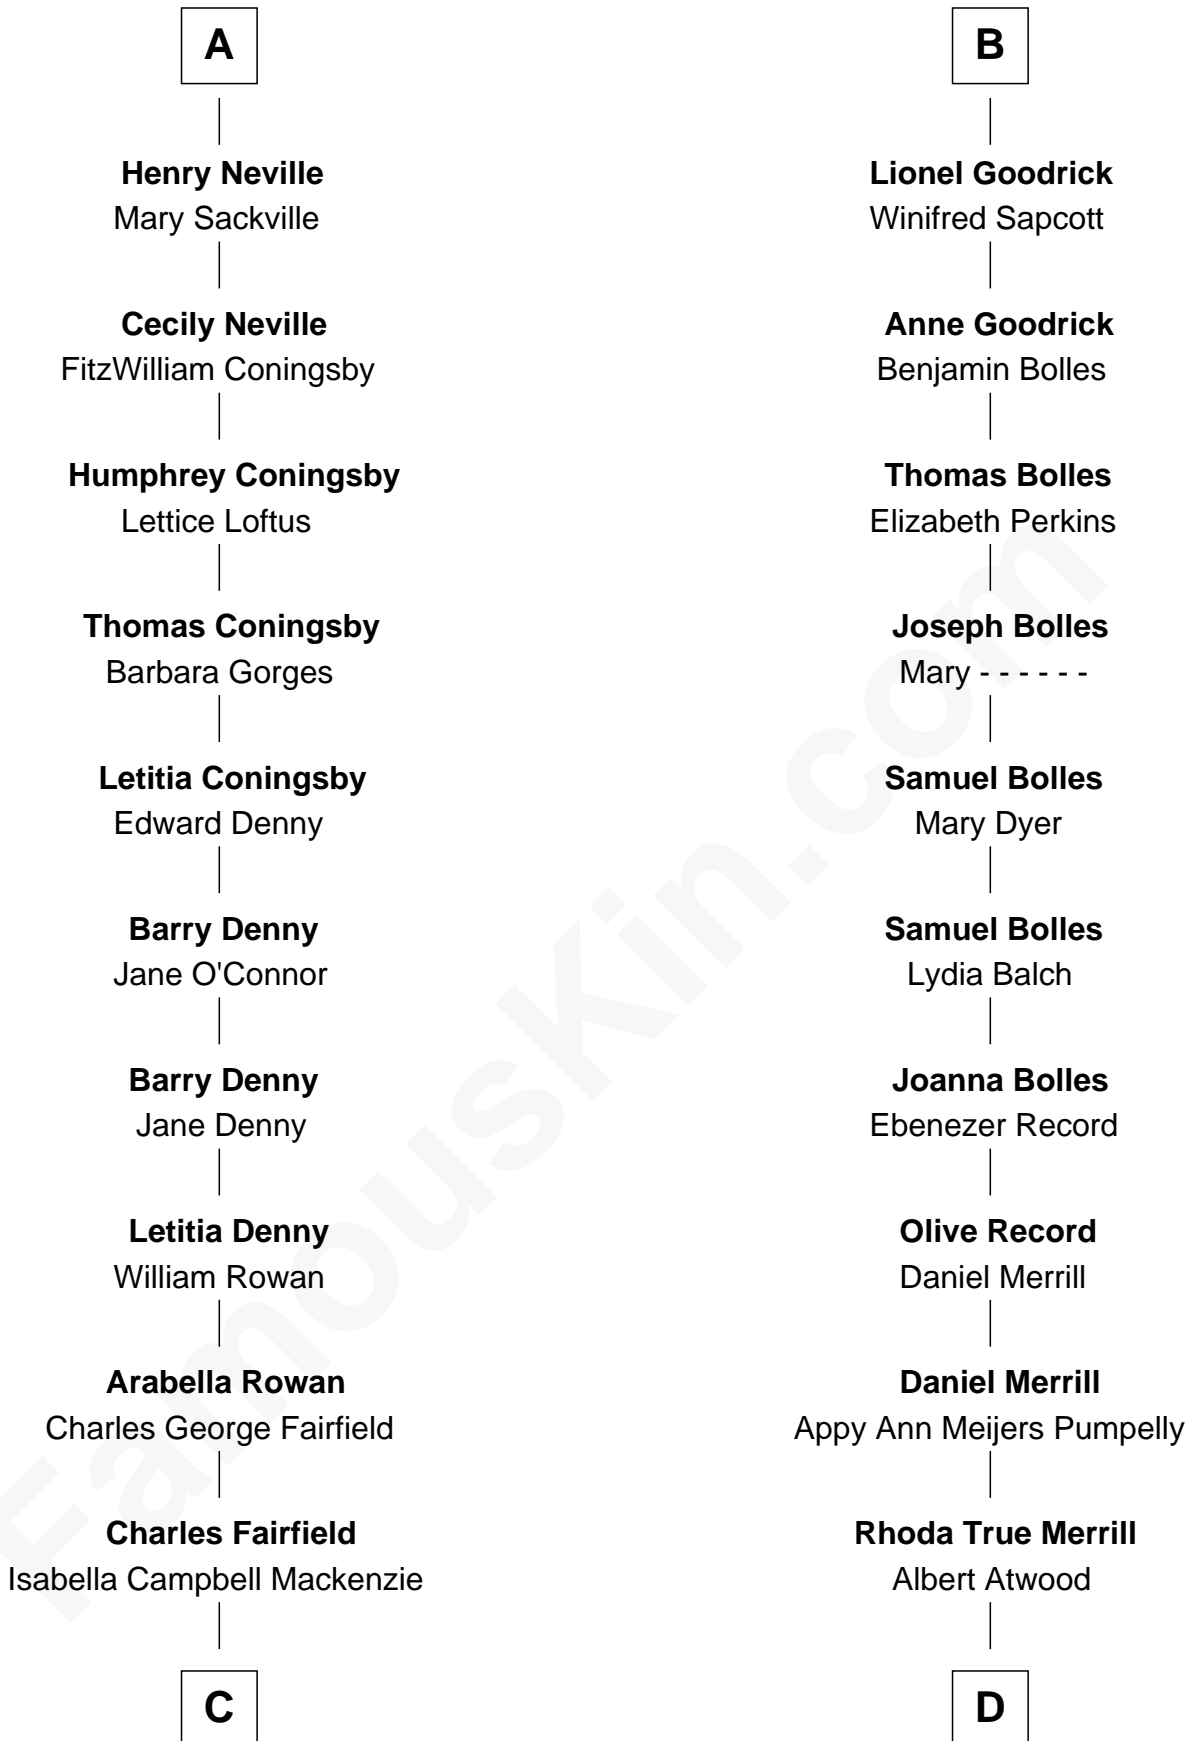 A
Henry Neville
Mary Sackville
Cecily Neville
FitzWilliam Coningsby
Humphrey Coningsby
Lettice Loftus
Thomas Coningsby
Barbara Gorges
Letitia Coningsby
Edward Denny
Barry Denny
Jane O'Connor
Barry Denny
Jane Denny
Letitia Denny
William Rowan
Arabella Rowan
Charles George Fairfield
Charles Fairfield
Isabella Campbell Mackenzie
C
B
Lionel Goodrick
Winifred Sapcott
Anne Goodrick
Benjamin Bolles
Thomas Bolles
Elizabeth Perkins
Joseph Bolles
Mary - - - - - -
Samuel Bolles
Mary Dyer
Samuel Bolles
Lydia Balch
Joanna Bolles
Ebenezer Record
Olive Record
Daniel Merrill
Daniel Merrill
Appy Ann Meijers Pumpelly
Rhoda True Merrill
Albert Atwood
D
FamousKin.com